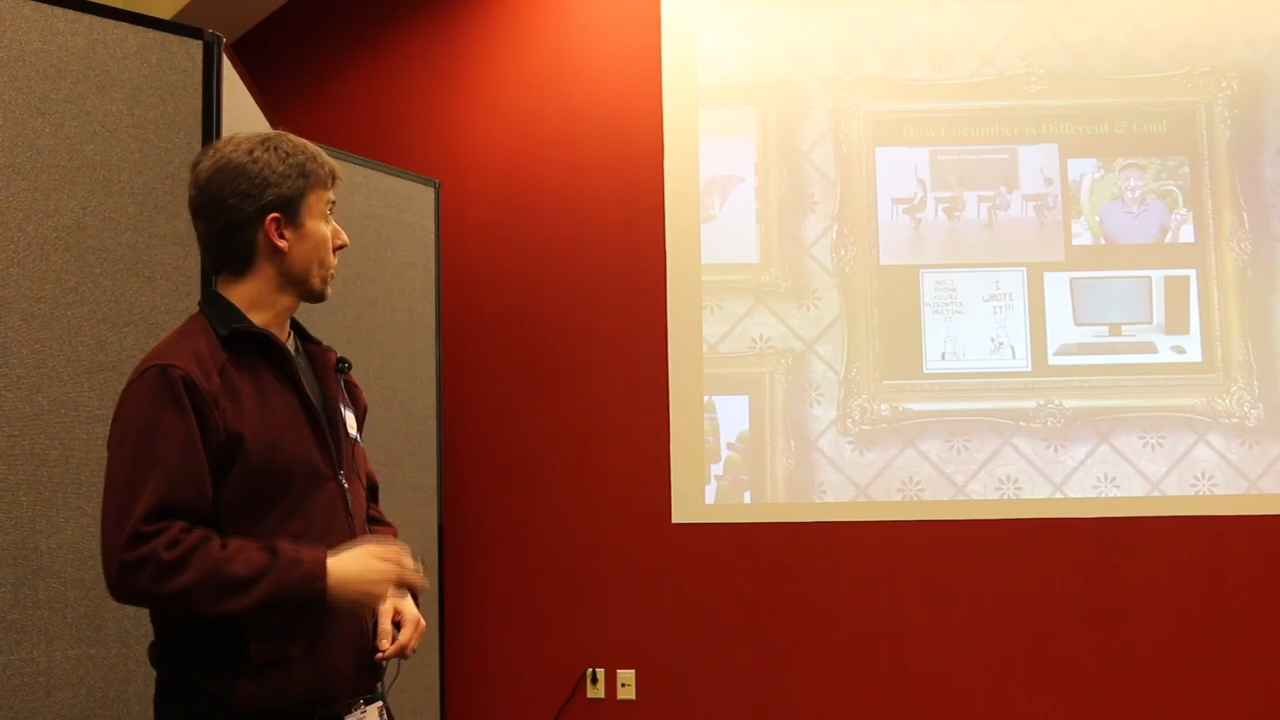 How Cucumber is Different & Cool
NO, I
THINK
YOU'RE
MISINTER-
PRETING
IT
I
WROTE
IT!!!